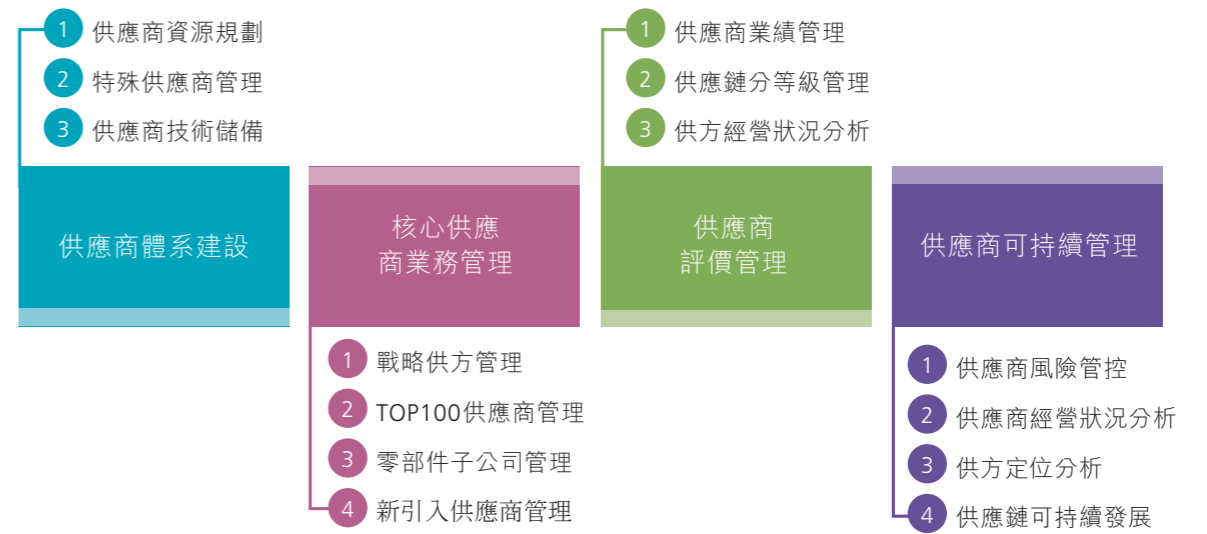 1 供應商資源規劃
2 特殊供應商管理
3 供應商技術儲備
供應商體系建設
核心供應
商業務管理
1 戰略供方管理
2 TOP100供應商管理
3 零部件子公司管理
4 新引入供應商管理
1 供應商業績管理
2 供應鏈分等級管理
3 供方經營狀況分析
供應商
評價管理
供應商可持續管理
1 供應商風險管控
2 供應商經營狀況分析
3 供方定位分析
4 供應鏈可持續發展